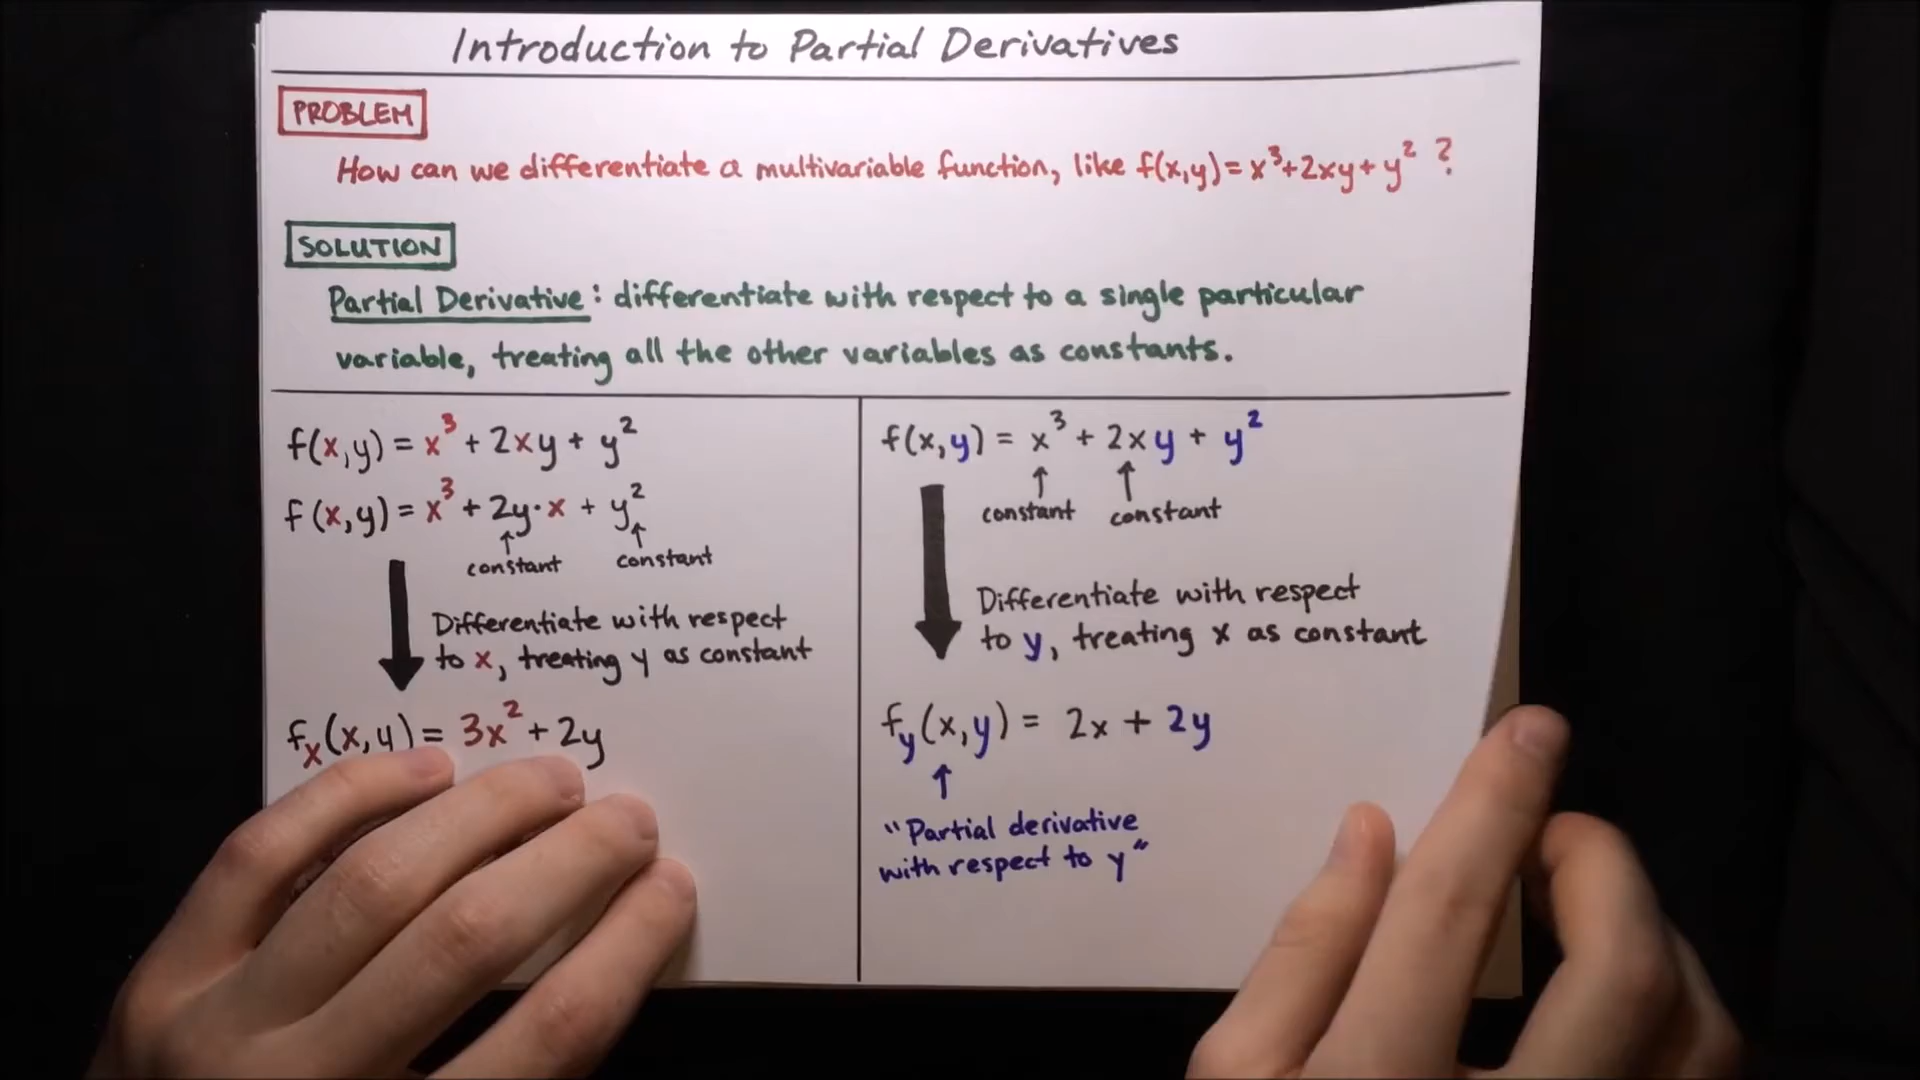 Introduction to Partial Derivatives
PROBLEM
How can we differentiate a multivariable function, like f(x,y)=x³+2xy+y² ?
SOLUTION
Partial Derivative: differentiate with respect to a single particular
variable, treating all the other variables as constants.
f(x,y) = x³ + 2xy + y²
f(x,y) = x³ + 2y·x + y²
↑ ↑
constant constant
Differentiate with respect
to x, treating y as constant
fₓ(x,y) = 3x² + 2y
f(x,y) = x³ + 2xy + y²
↑ ↑
constant constant
Differentiate with respect
to y, treating x as constant
f_y(x,y) = 2x + 2y
↑
"Partial derivative
with respect to y"